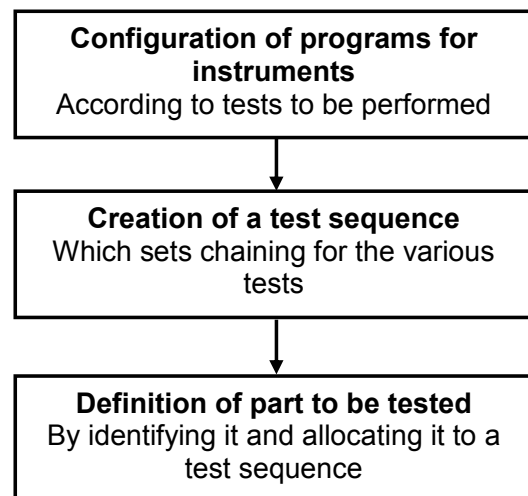 Configuration of programs for
instruments
According to tests to be performed
Creation of a test sequence
Which sets chaining for the various
tests
Definition of part to be tested
By identifying it and allocating it to a
test sequence